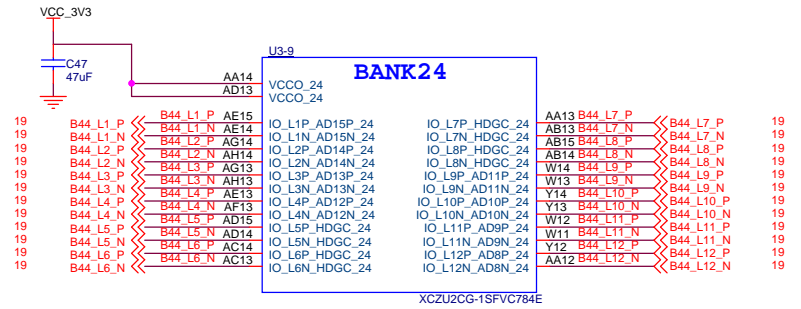 VCC_3V3
C47
47uF
U3-9
BANK24
AA14 VCCO_24
AD13 VCCO_24
19 B44_L1_P B44_L1_P AE15 IO_L1P_AD15P_24 IO_L7P_HDGC_24 AA13 B44_L7_P B44_L7_P 19
19 B44_L1_N B44_L1_N AE14 IO_L1N_AD15N_24 IO_L7N_HDGC_24 AB13 B44_L7_N B44_L7_N 19
19 B44_L2_P B44_L2_P AG14 IO_L2P_AD14P_24 IO_L8P_HDGC_24 AB15 B44_L8_P B44_L8_P 19
19 B44_L2_N B44_L2_N AH14 IO_L2N_AD14N_24 IO_L8N_HDGC_24 AB14 B44_L8_N B44_L8_N 19
19 B44_L3_P B44_L3_P AG13 IO_L3P_AD13P_24 IO_L9P_AD11P_24 W14 B44_L9_P B44_L9_P 19
19 B44_L3_N B44_L3_N AH13 IO_L3N_AD13N_24 IO_L9N_AD11N_24 W13 B44_L9_N B44_L9_N 19
19 B44_L4_P B44_L4_P AE13 IO_L4P_AD12P_24 IO_L10P_AD10P_24 Y14 B44_L10_P B44_L10_P 19
19 B44_L4_N B44_L4_N AF13 IO_L4N_AD12N_24 IO_L10N_AD10N_24 Y13 B44_L10_N B44_L10_N 19
19 B44_L5_P B44_L5_P AD15 IO_L5P_HDGC_24 IO_L11P_AD9P_24 W12 B44_L11_P B44_L11_P 19
19 B44_L5_N B44_L5_N AD14 IO_L5N_HDGC_24 IO_L11N_AD9N_24 W11 B44_L11_N B44_L11_N 19
19 B44_L6_P B44_L6_P AC14 IO_L6P_HDGC_24 IO_L12P_AD8P_24 Y12 B44_L12_P B44_L12_P 19
19 B44_L6_N B44_L6_N AC13 IO_L6N_HDGC_24 IO_L12N_AD8N_24 AA12 B44_L12_N B44_L12_N 19
XCZU2CG-1SFVC784E